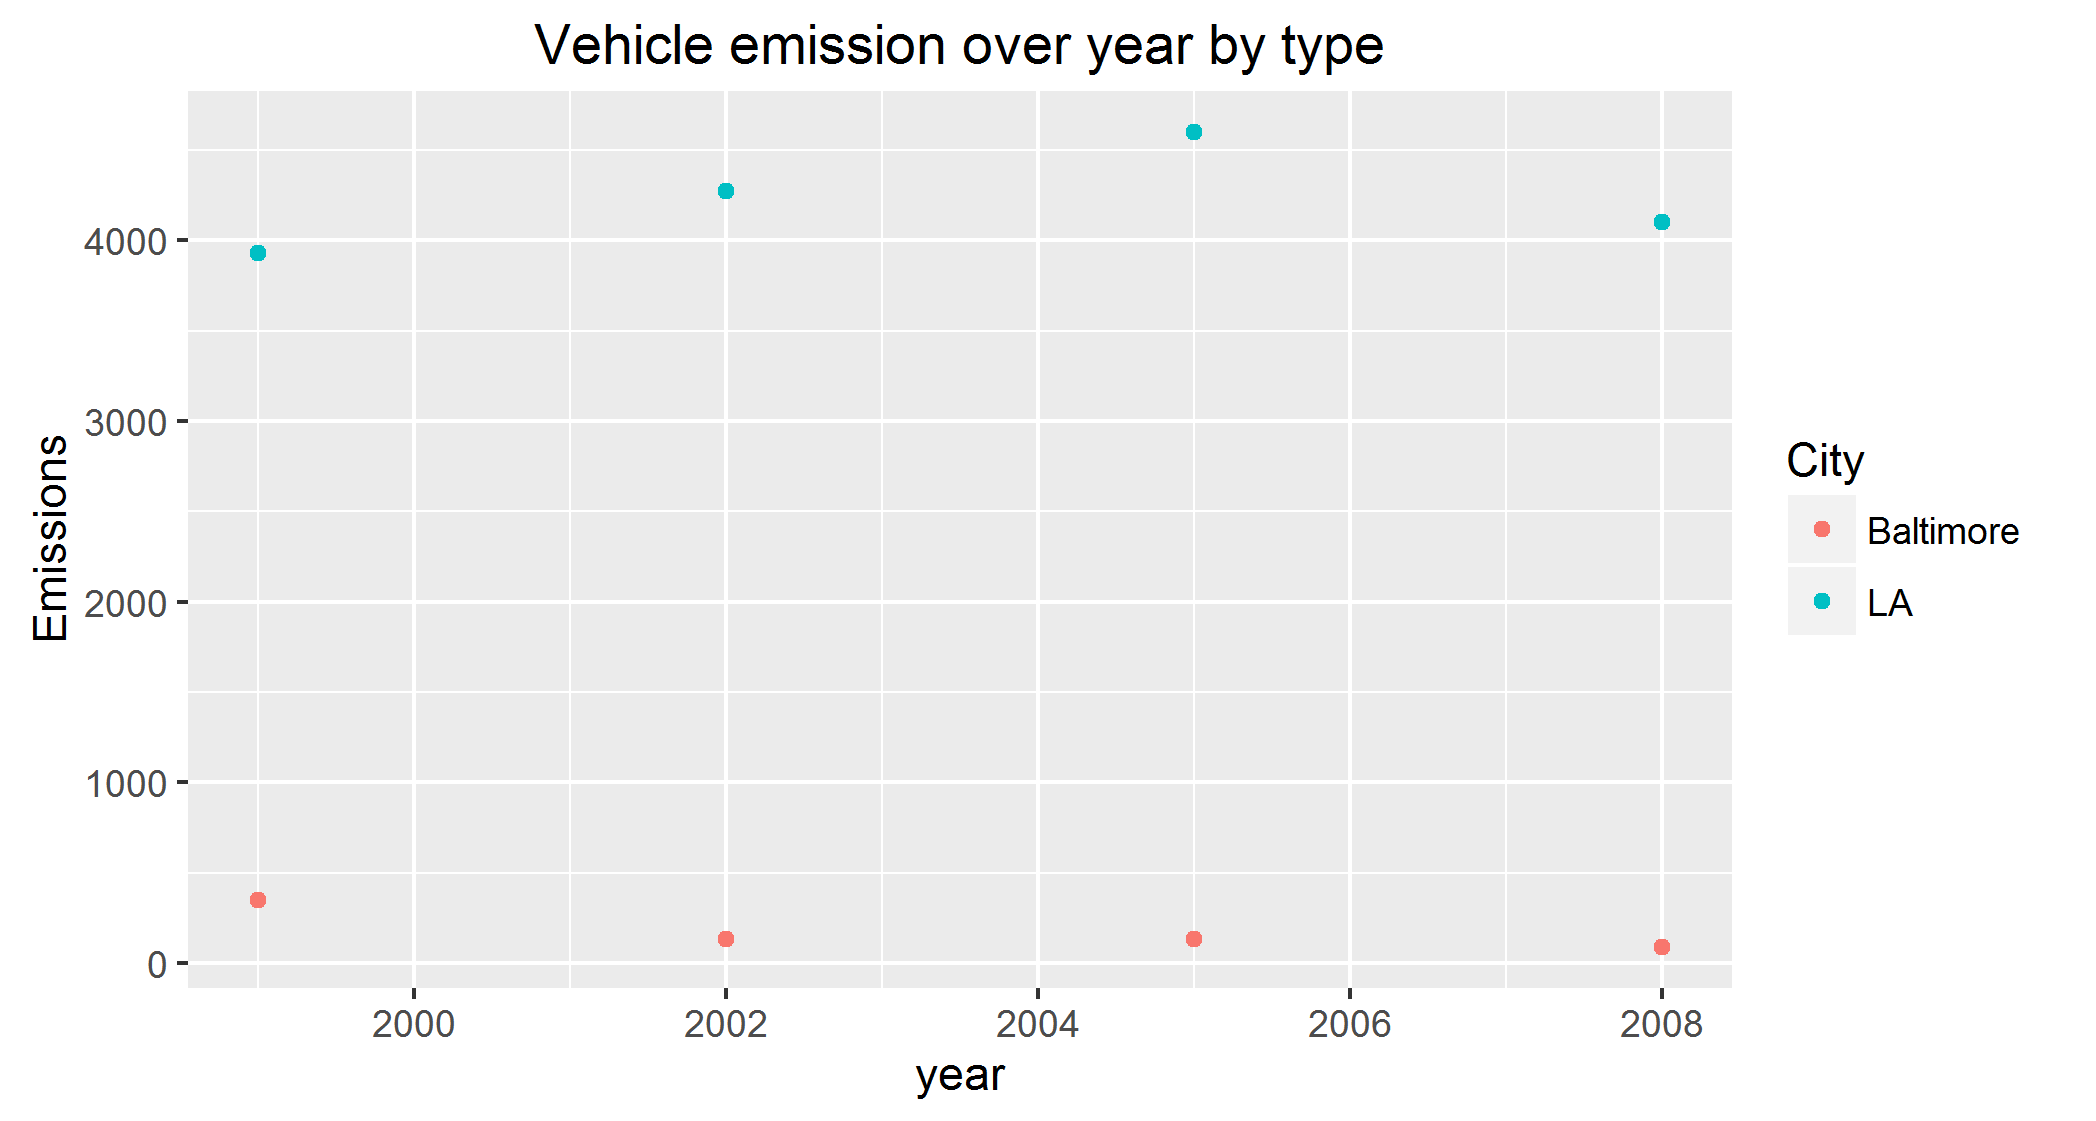 Vehicle emission over year by type
Emissions
4000
3000
2000
1000
0
2000 2002 2004 2006 2008
year
City
Baltimore
LA